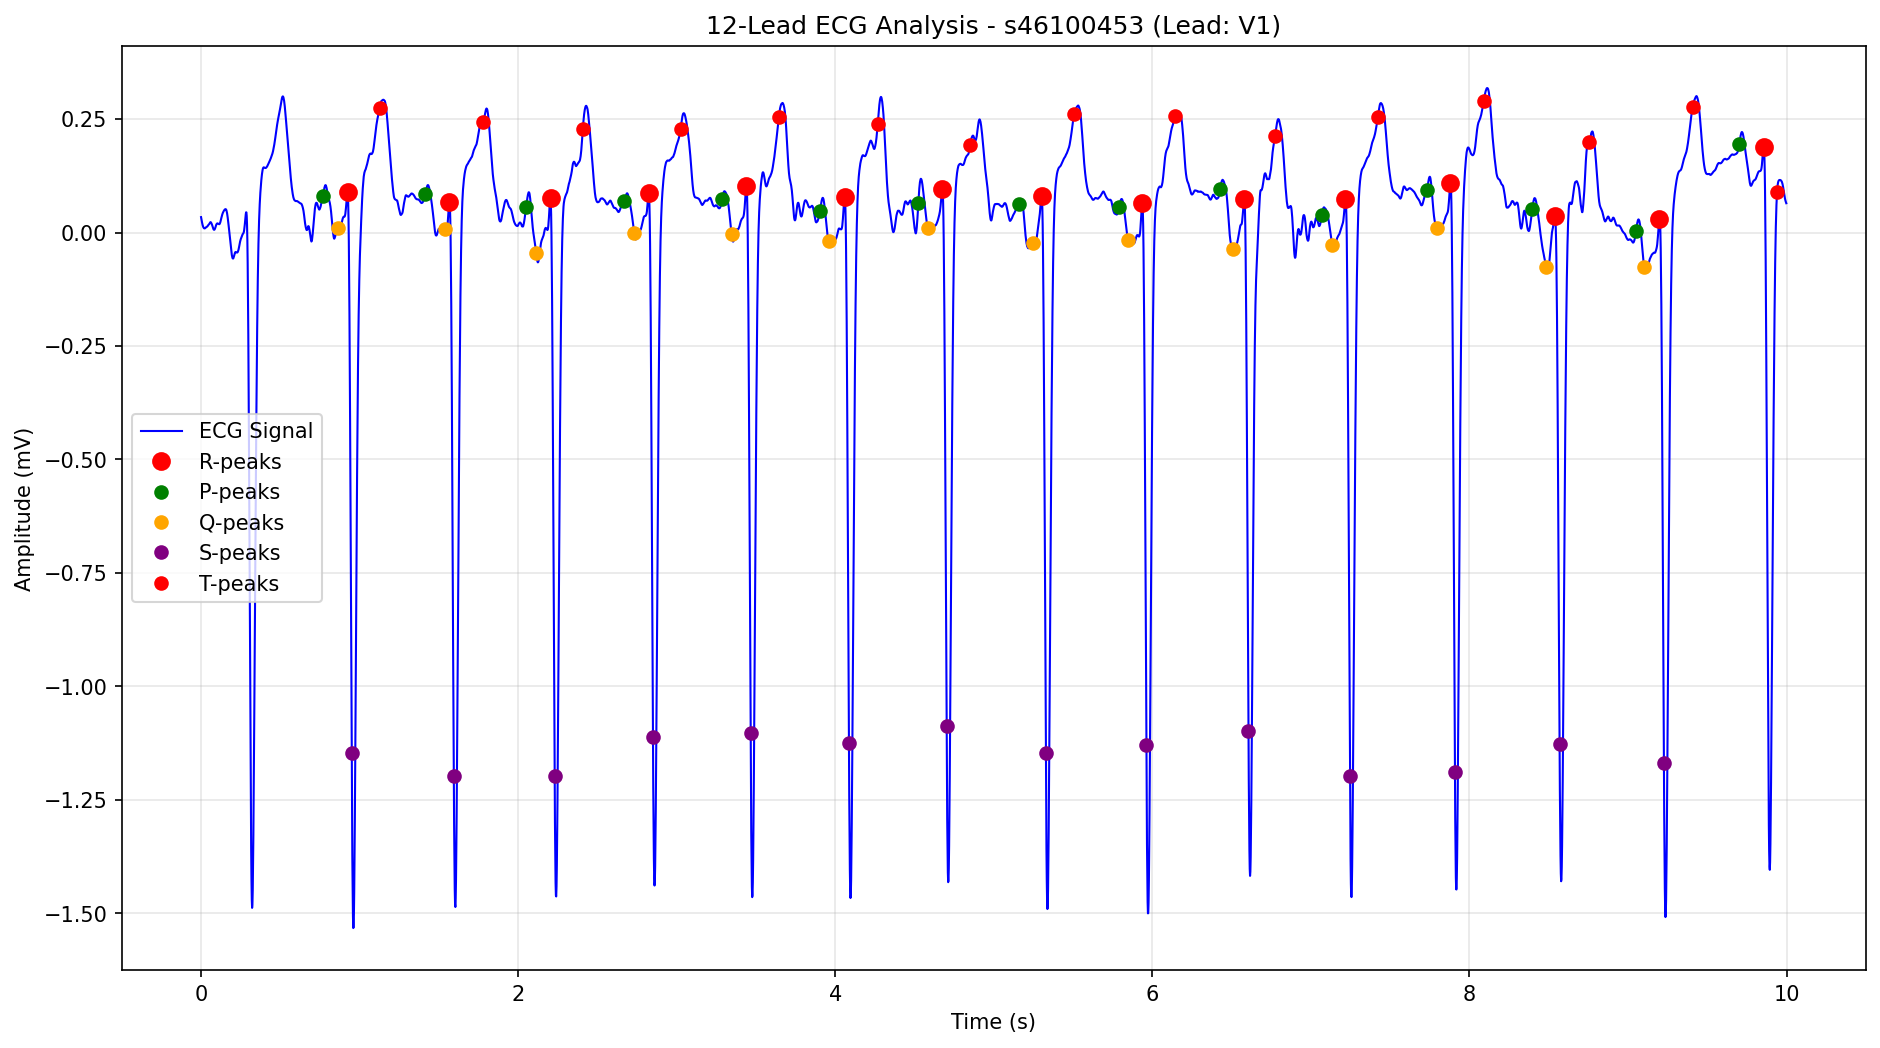 12-Lead ECG Analysis - s46100453 (Lead: V1)
Amplitude (mV)
0.25
0.00
−0.25
−0.50
−0.75
−1.00
−1.25
−1.50
ECG Signal
R-peaks
P-peaks
Q-peaks
S-peaks
T-peaks
0 2 4 6 8 10
Time (s)